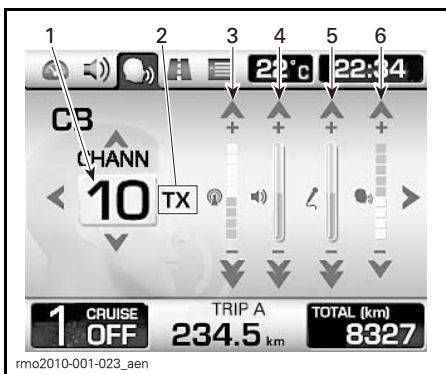 1 2 3 4 5 6
22°c 22:34
CB
CHANN
10 TX
+ + + +
- - - -
1 CRUISE OFF TRIP A 234.5 km TOTAL (km) 8327
rmo2010-001-023_aen